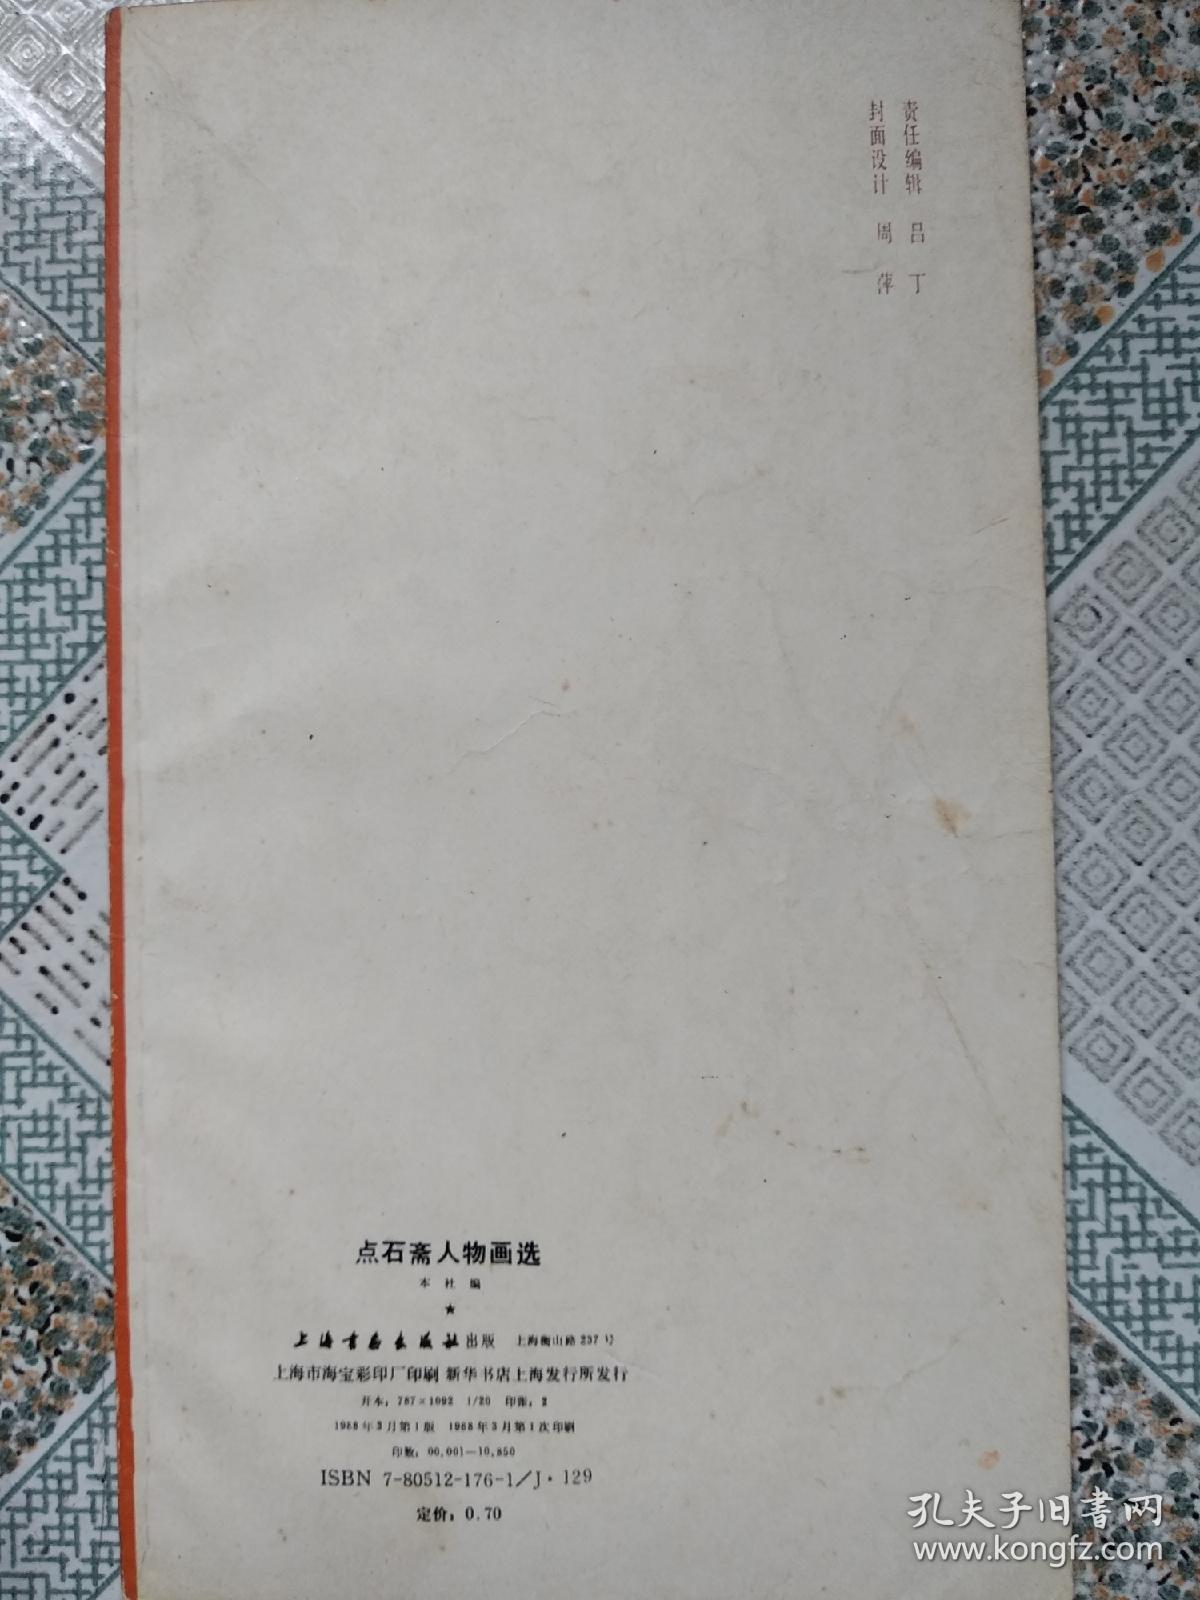 责任编辑 吕 丁
封面设计 周 萍
点石斋人物画选
本社编
★
上海书画出版社出版 上海衡山路237号
上海市海宝彩印厂印刷 新华书店上海发行所发行
开本：787×1092 1/20 印张：2
1988年3月第1版 1988年3月第1次印刷
印数：00,001—10,850
ISBN 7-80512-176-1/J·129
定价：0.70
孔夫子旧书网
www.kongfz.com